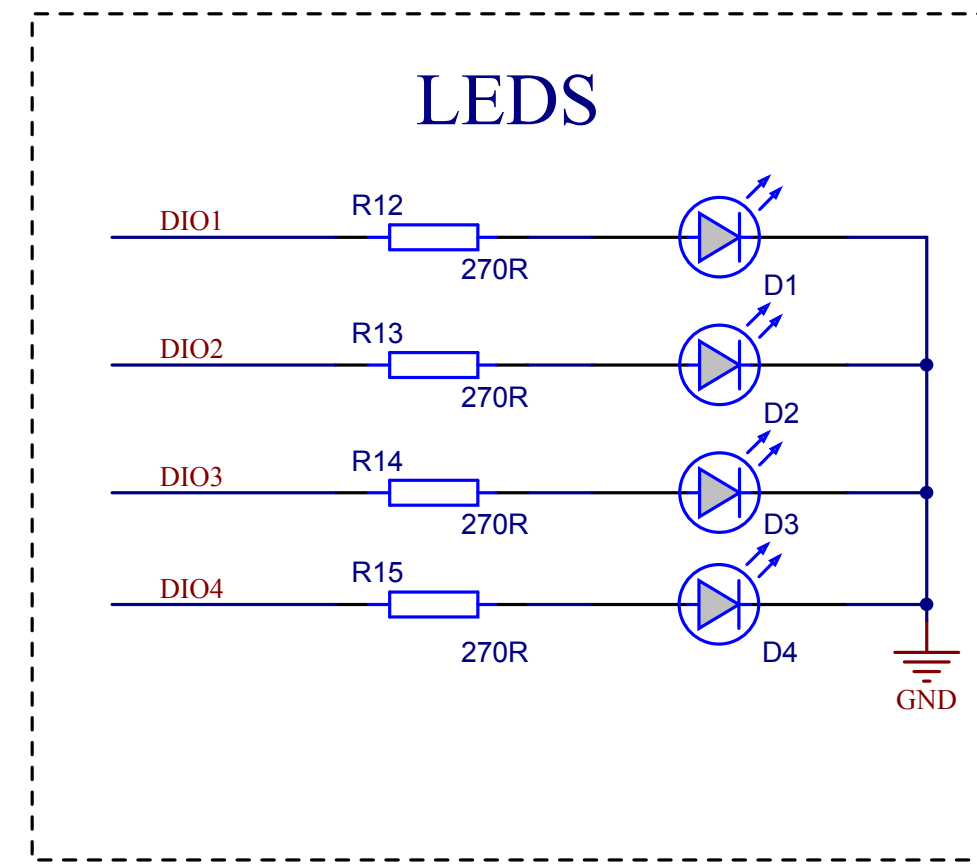 LEDS
DIO1
R12
270R
D1
DIO2
R13
270R
D2
DIO3
R14
270R
D3
DIO4
R15
270R
D4
GND